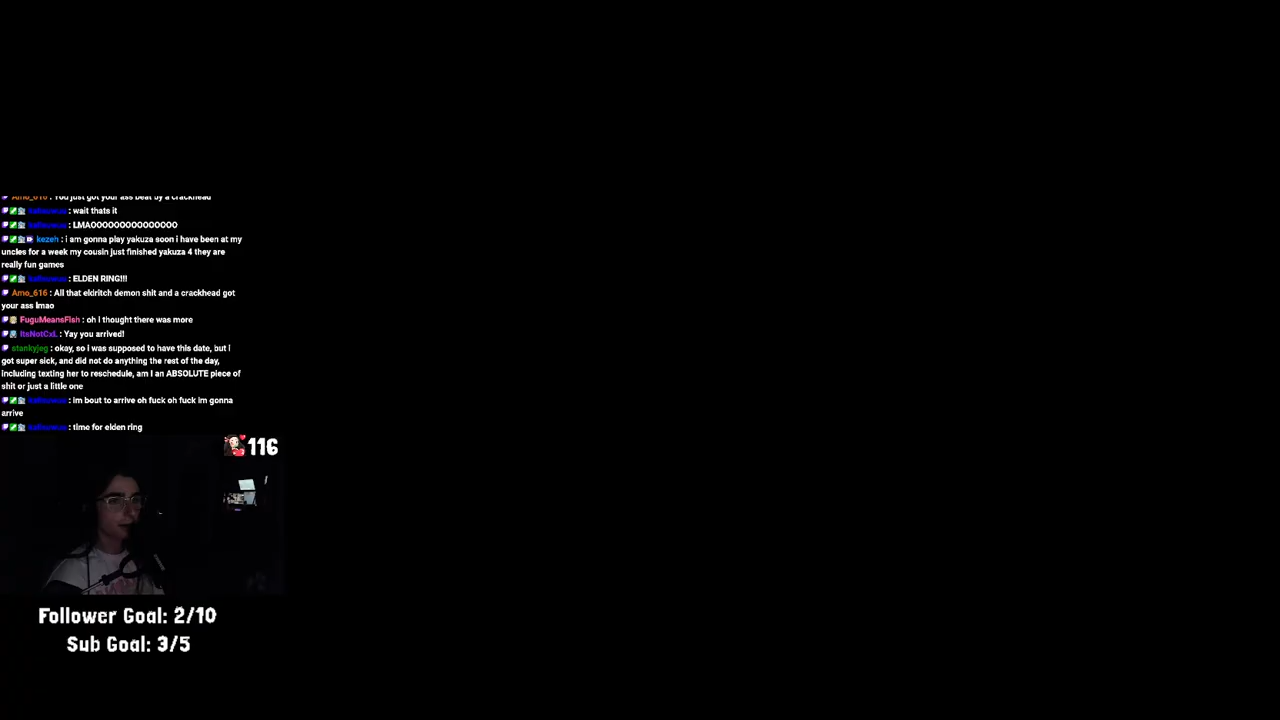 Amo_616 : You just got your ass beat by a crackhead
: wait thats it
: LMAOOOOOOOOOOOOOOO
kezeh : i am gonna play yakuza soon i have been at my
uncles for a week my cousin just finished yakuza 4 they are
really fun games
: ELDEN RING!!!
Amo_616 : All that eldritch demon shit and a crackhead got
your ass lmao
FuguMeansFish : oh i thought there was more
ItsNotCxL : Yay you arrived!
stankyjeg : okay, so i was supposed to have this date, but i
got super sick, and did not do anything the rest of the day,
including texting her to reschedule, am I an ABSOLUTE piece of
shit or just a little one
: im bout to arrive oh fuck oh fuck im gonna
arrive
: time for elden ring
116
Follower Goal: 2/10
Sub Goal: 3/5